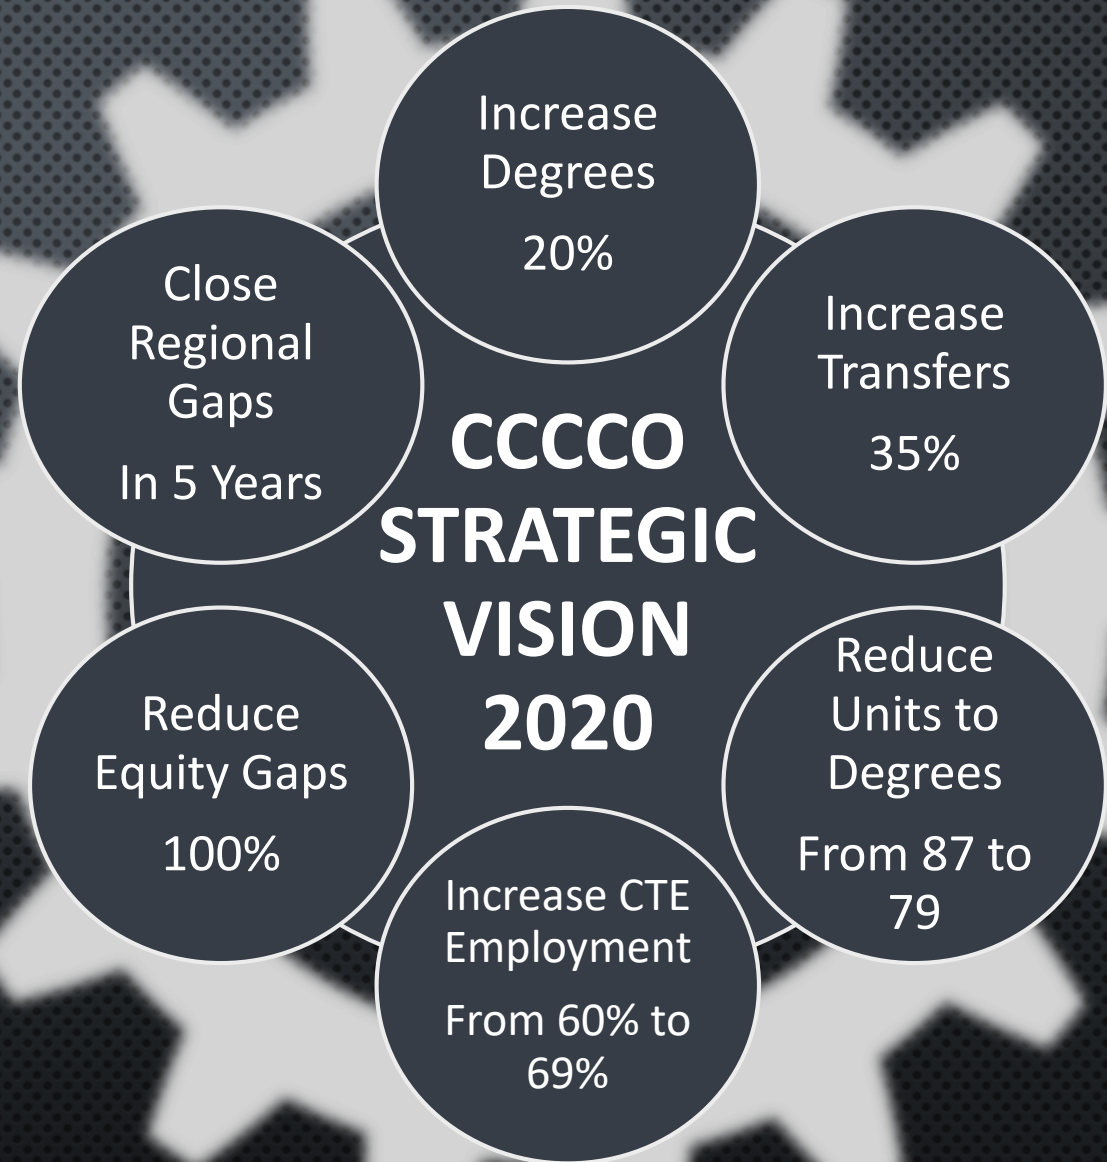 Increase
Degrees
20%
Increase
Transfers
35%
Reduce
Units to
Degrees
From 87 to
79
Increase CTE
Employment
From 60% to
69%
Reduce
Equity Gaps
100%
Close
Regional
Gaps
In 5 Years
CCCCO
STRATEGIC
VISION
2020